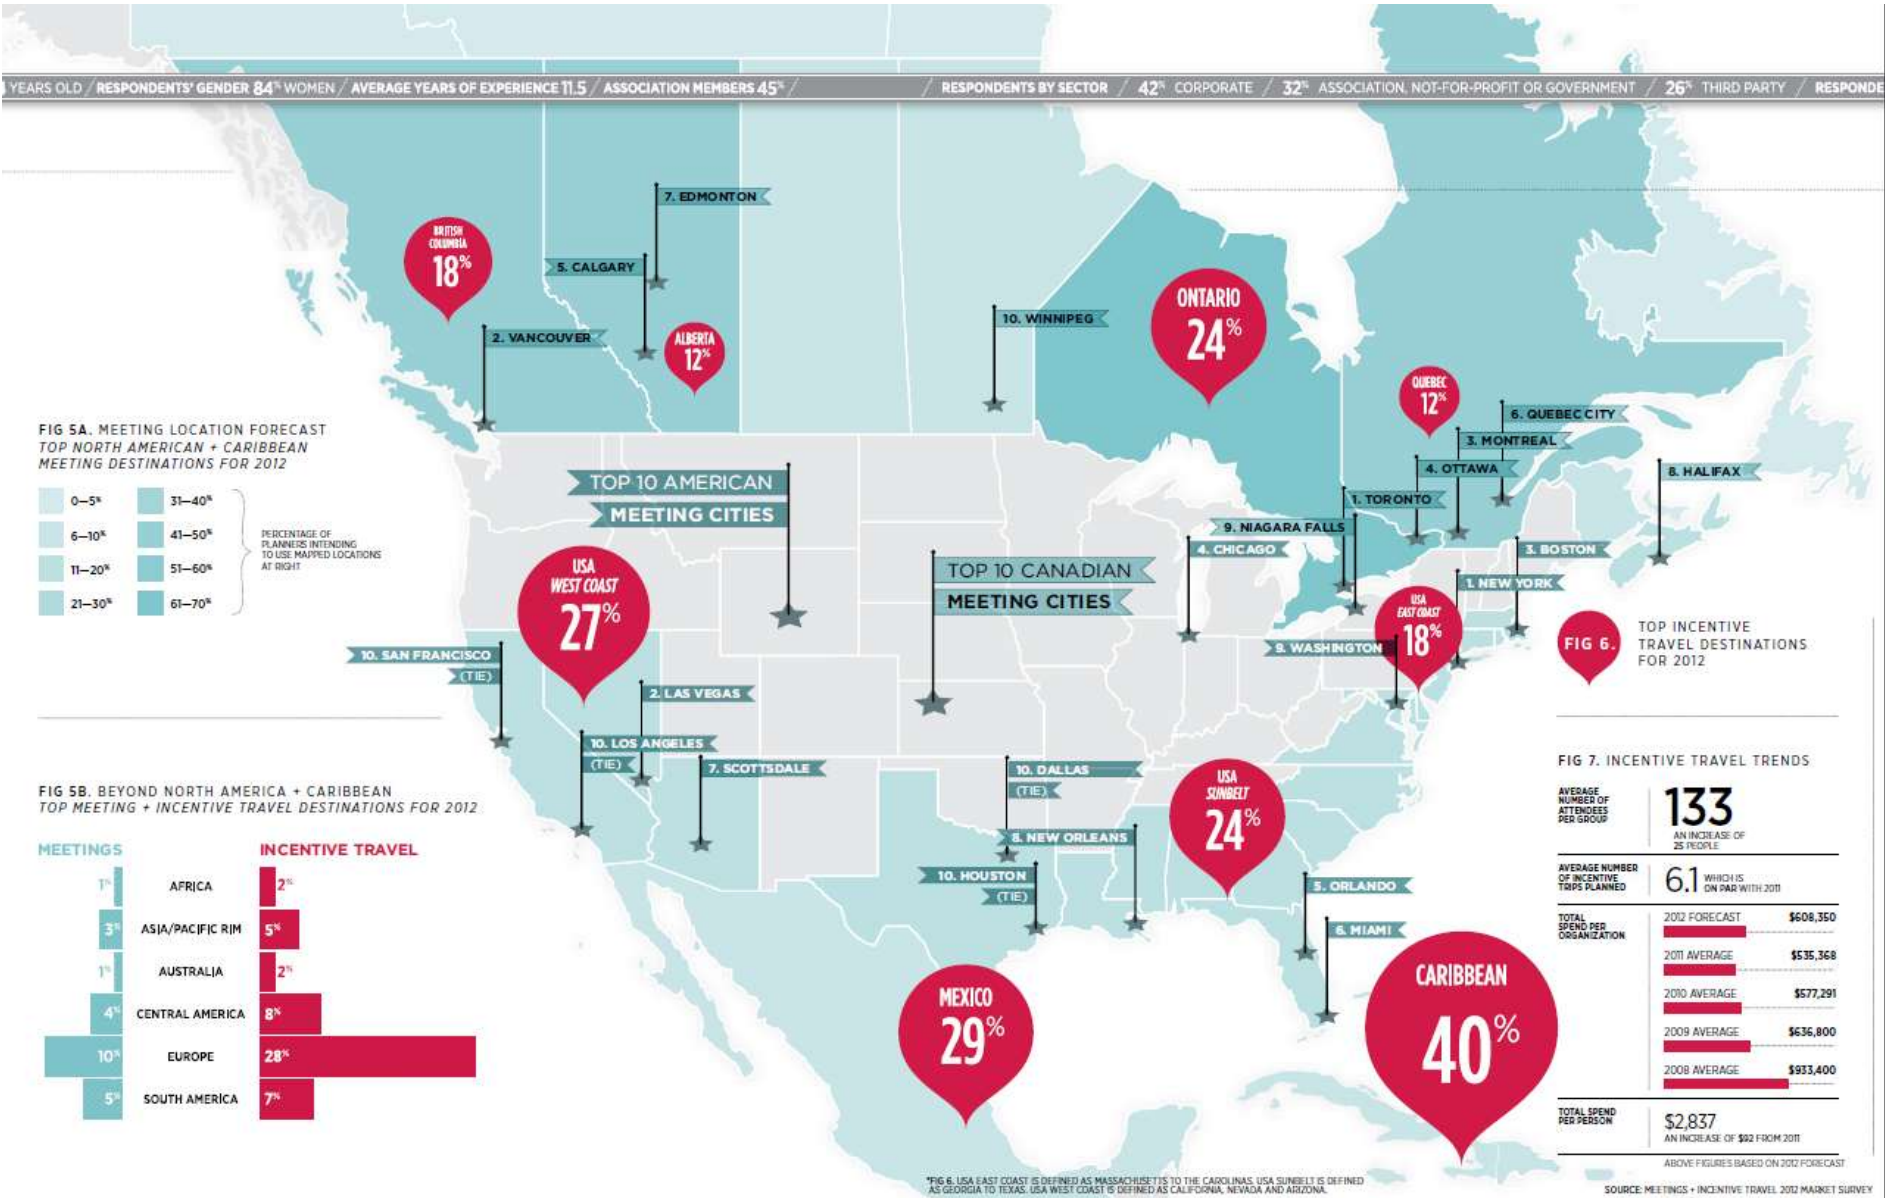 YEARS OLD / RESPONDENTS' GENDER 84% WOMEN / AVERAGE YEARS OF EXPERIENCE 11.5 / ASSOCIATION MEMBERS 45% /
/ RESPONDENTS BY SECTOR / 42% CORPORATE / 32% ASSOCIATION, NOT-FOR-PROFIT OR GOVERNMENT / 26% THIRD PARTY / RESPONDE
7. EDMONTON
BRITISH
COLUMBIA
18%
5. CALGARY
2. VANCOUVER
ALBERTA
12%
10. WINNIPEG
ONTARIO
24%
QUEBEC
12%
6. QUEBEC CITY
3. MONTREAL
4. OTTAWA
1. TORONTO
9. NIAGARA FALLS
8. HALIFAX
FIG 5A. MEETING LOCATION FORECAST
TOP NORTH AMERICAN + CARIBBEAN
MEETING DESTINATIONS FOR 2012
0–5%
6–10%
11–20%
21–30%
31–40%
41–50%
51–60%
61–70%
PERCENTAGE OF
PLANNERS INTENDING
TO USE MAPPED LOCATIONS
AT RIGHT
TOP 10 AMERICAN
MEETING CITIES
TOP 10 CANADIAN
MEETING CITIES
USA
WEST COAST
27%
4. CHICAGO
3. BOSTON
1. NEW YORK
USA
EAST COAST
18%
9. WASHINGTON
10. SAN FRANCISCO
(TIE)
2. LAS VEGAS
10. LOS ANGELES
(TIE)
7. SCOTTSDALE
10. DALLAS
(TIE)
8. NEW ORLEANS
10. HOUSTON
(TIE)
USA
SUNBELT
24%
5. ORLANDO
6. MIAMI
MEXICO
29%
CARIBBEAN
40%
FIG 6.
TOP INCENTIVE
TRAVEL DESTINATIONS
FOR 2012
FIG 5B. BEYOND NORTH AMERICA + CARIBBEAN
TOP MEETING + INCENTIVE TRAVEL DESTINATIONS FOR 2012
MEETINGS INCENTIVE TRAVEL
1% AFRICA 2%
3% ASIA/PACIFIC RIM 5%
1% AUSTRALIA 2%
4% CENTRAL AMERICA 8%
10% EUROPE 28%
5% SOUTH AMERICA 7%
FIG 7. INCENTIVE TRAVEL TRENDS
AVERAGE
NUMBER OF
ATTENDEES
PER GROUP
133
AN INCREASE OF
25 PEOPLE
AVERAGE NUMBER
OF INCENTIVE
TRIPS PLANNED
6.1 WHICH IS
ON PAR WITH 2011
TOTAL
SPEND PER
ORGANIZATION
2012 FORECAST $608,350
2011 AVERAGE $535,368
2010 AVERAGE $577,291
2009 AVERAGE $636,800
2008 AVERAGE $933,400
TOTAL SPEND
PER PERSON
$2,837
AN INCREASE OF $92 FROM 2011
ABOVE FIGURES BASED ON 2012 FORECAST
*FIG 6. USA EAST COAST IS DEFINED AS MASSACHUSETTS TO THE CAROLINAS. USA SUNBELT IS DEFINED
AS GEORGIA TO TEXAS. USA WEST COAST IS DEFINED AS CALIFORNIA, NEVADA AND ARIZONA.
SOURCE: MEETINGS + INCENTIVE TRAVEL 2012 MARKET SURVEY